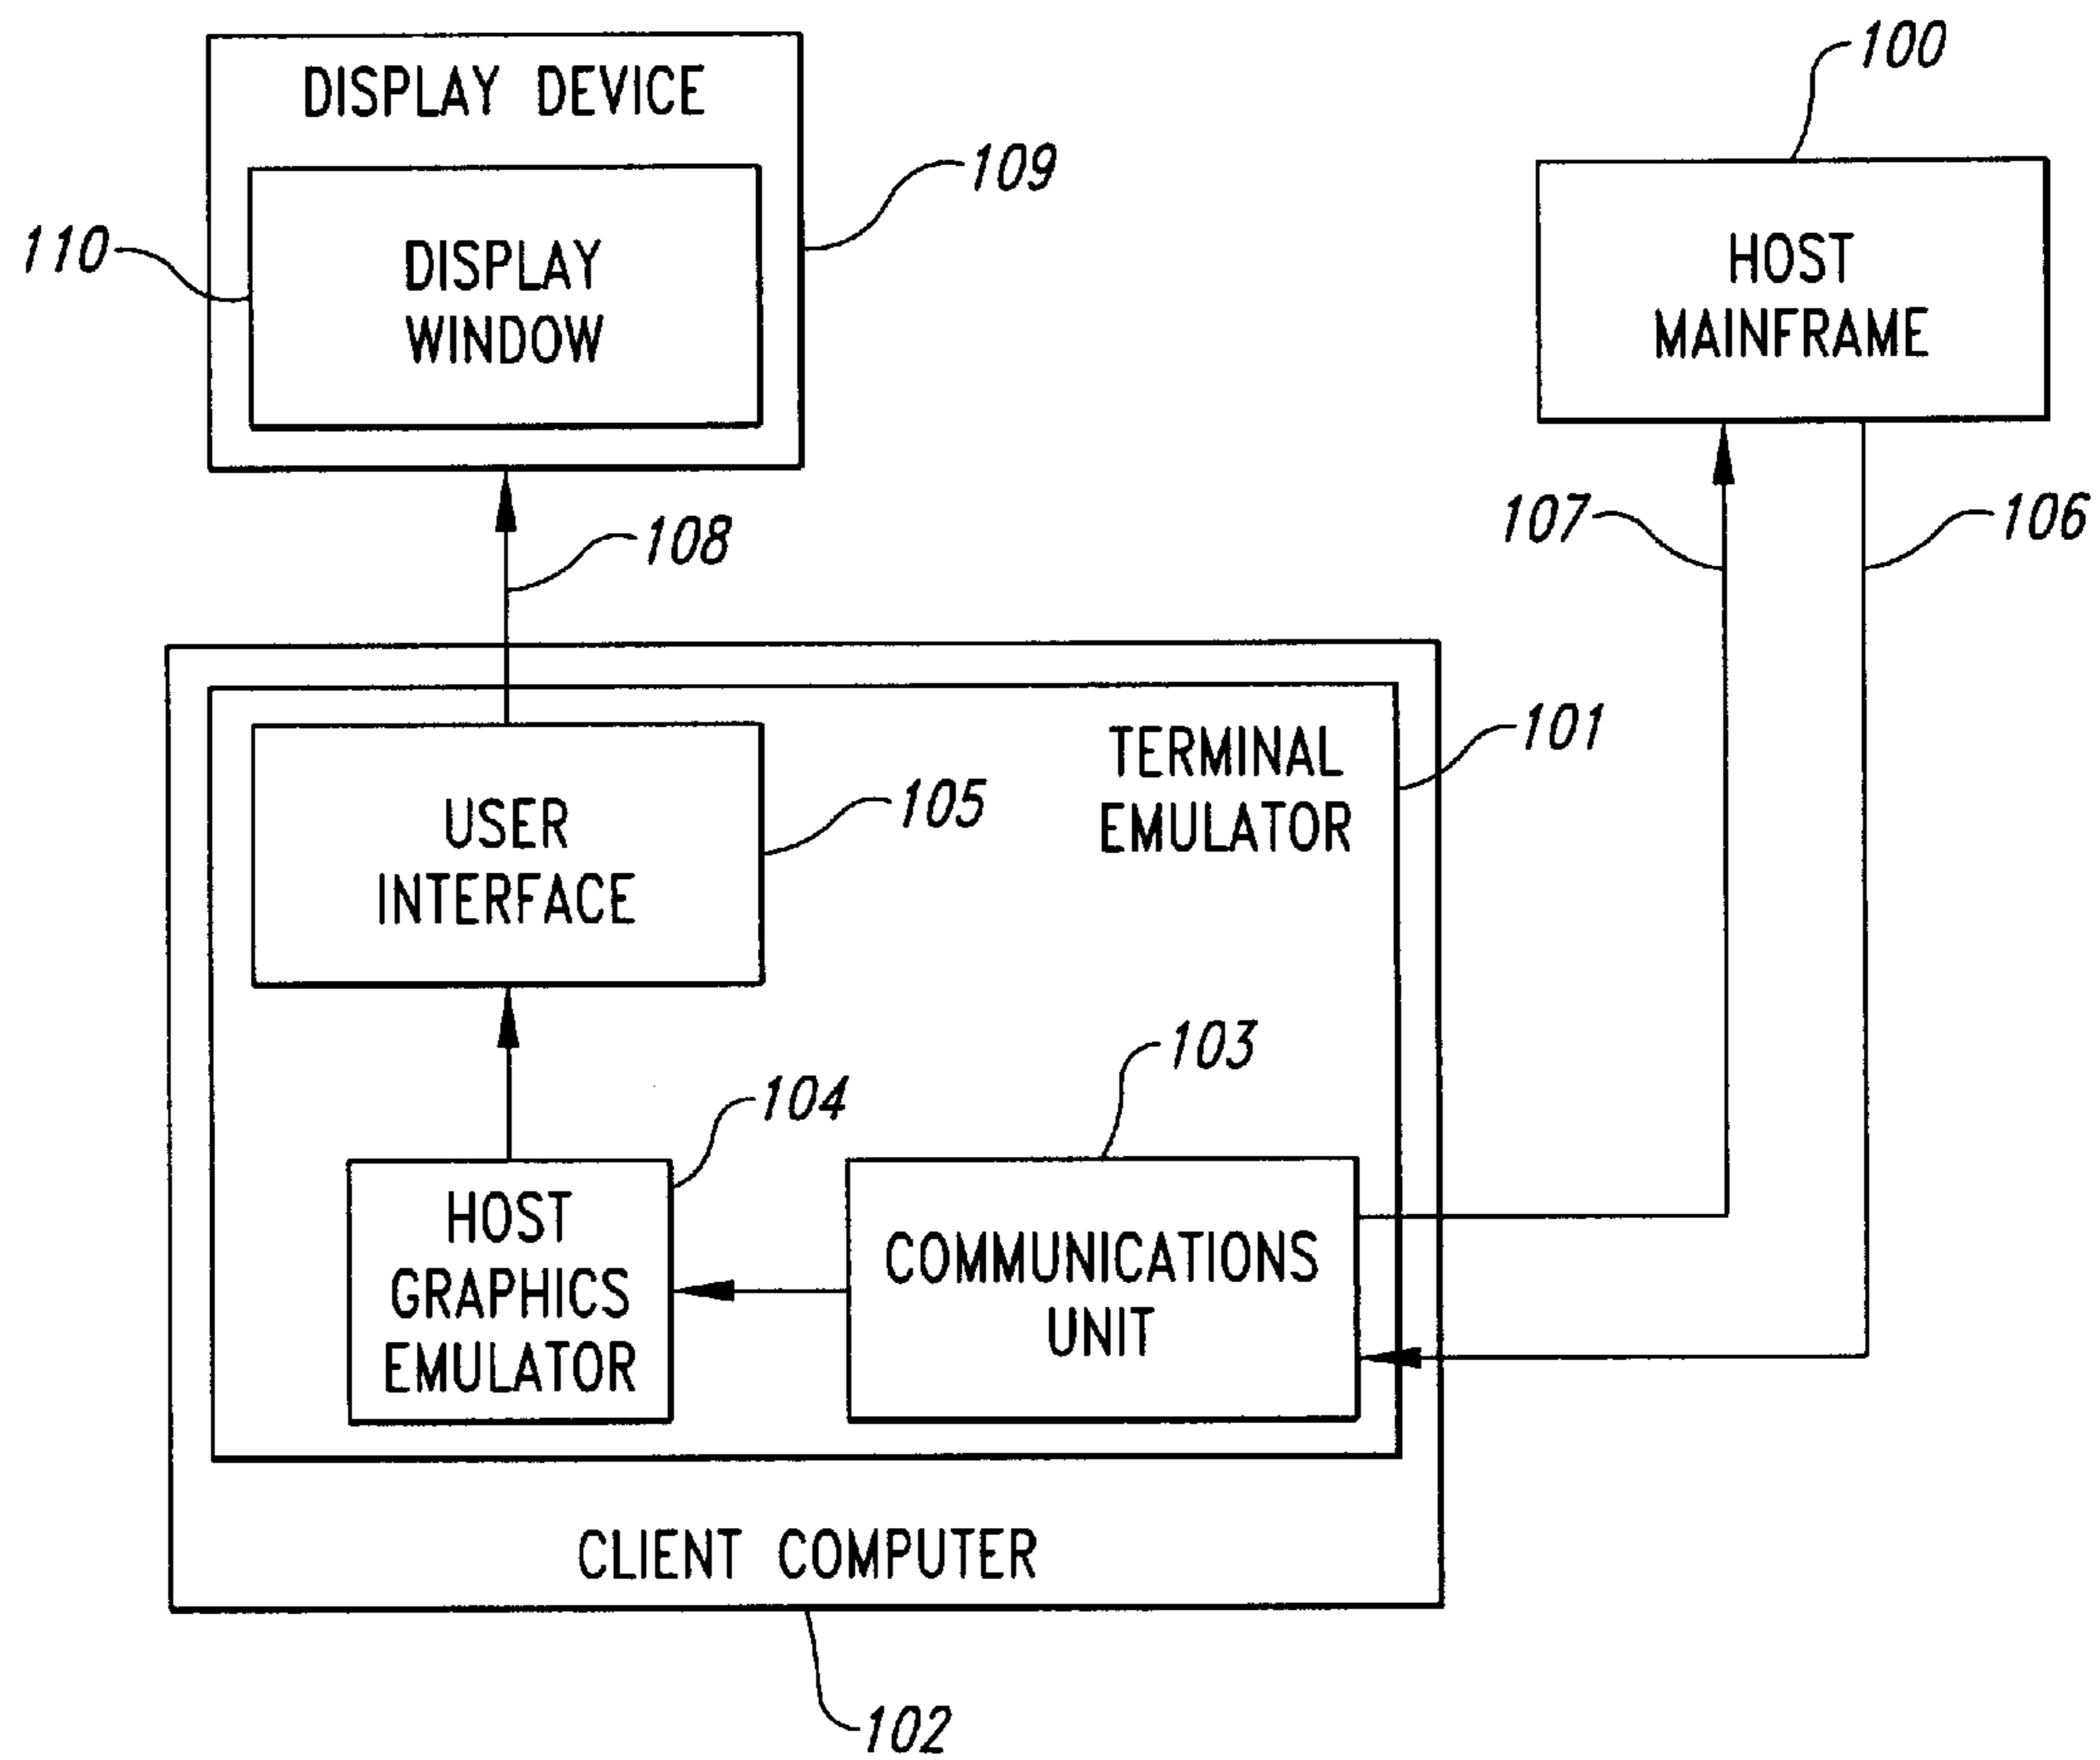 100
DISPLAY DEVICE
109
110
DISPLAY
WINDOW
HOST
MAINFRAME
108
107
106
101
TERMINAL
EMULATOR
105
USER
INTERFACE
103
104
HOST
GRAPHICS
EMULATOR
COMMUNICATIONS
UNIT
CLIENT COMPUTER
102